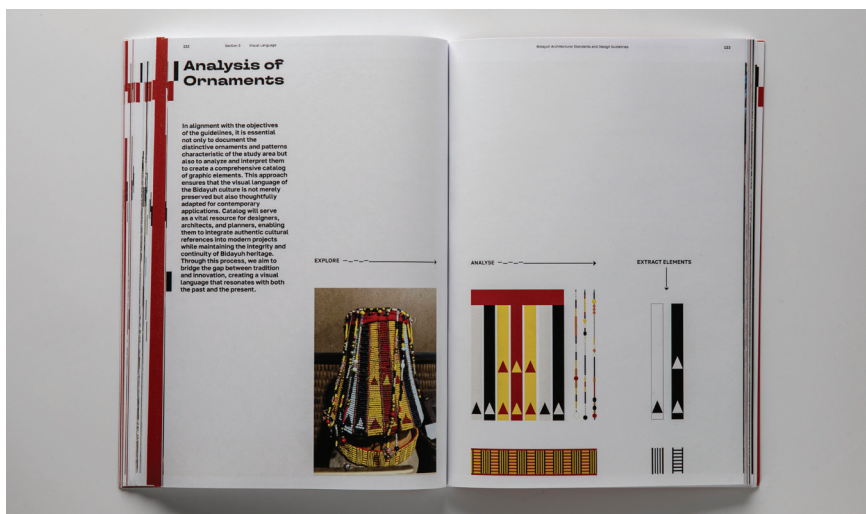 122
Section 3
Visual Language
Analysis of
Ornaments
In alignment with the objectives
of the guidelines, it is essential
not only to document the
distinctive ornaments and patterns
characteristic of the study area but
also to analyze and interpret them
to create a comprehensive catalog
of graphic elements. This approach
ensures that the visual language of
the Bidayuh culture is not merely
preserved but also thoughtfully
adapted for contemporary
applications. Catalog will serve
as a vital resource for designers,
architects, and planners, enabling
them to integrate authentic cultural
references into modern projects
while maintaining the integrity and
continuity of Bidayuh heritage.
Through this process, we aim to
bridge the gap between tradition
and innovation, creating a visual
language that resonates with both
the past and the present.
EXPLORE
Bidayuh Architectural Standards and Design Guidelines
123
ANALYSE
EXTRACT ELEMENTS